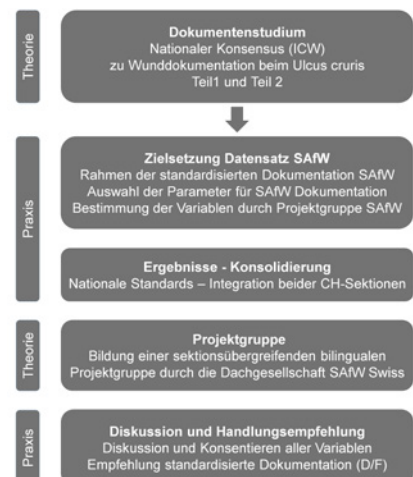 Theorie
Dokumentenstudium
Nationaler Konsensus (ICW)
zu Wunddokumentation beim Ulcus cruris
Teil1 und Teil 2
Praxis
Zielsetzung Datensatz SAfW
Rahmen der standardisierten Dokumentation SAfW
Auswahl der Parameter für SAfW Dokumentation
Bestimmung der Variablen durch Projektgruppe SAfW
Ergebnisse - Konsolidierung
Nationale Standards – Integration beider CH-Sektionen
Theorie
Projektgruppe
Bildung einer sektionsübergreifenden bilingualen
Projektgruppe durch die Dachgesellschaft SAfW Swiss
Praxis
Diskussion und Handlungsempfehlung
Diskussion und Konsentieren aller Variablen
Empfehlung standardisierte Dokumentation (D/F)